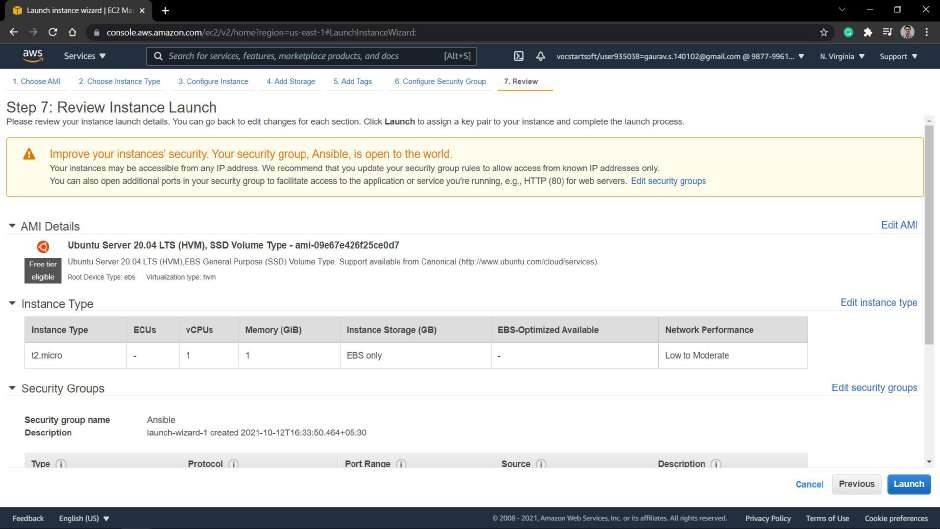 Launch instance wizard | EC2 Ma
console.aws.amazon.com/ec2/v2/home?region=us-east-1#LaunchInstanceWizard:
aws
Services
Search for services, features, marketplace products, and docs
[Alt+S]
vocstartsoft/user935038=gaurav.s.140102@gmail.com @ 9877-9961...
N. Virginia
Support
1. Choose AMI
2. Choose Instance Type
3. Configure Instance
4. Add Storage
5. Add Tags
6. Configure Security Group
7. Review
Step 7: Review Instance Launch
Please review your instance launch details. You can go back to edit changes for each section. Click Launch to assign a key pair to your instance and complete the launch process.
Improve your instances' security. Your security group, Ansible, is open to the world.
Your instances may be accessible from any IP address. We recommend that you update your security group rules to allow access from known IP addresses only.
You can also open additional ports in your security group to facilitate access to the application or service you're running, e.g., HTTP (80) for web servers. Edit security groups
AMI Details
Edit AMI
Ubuntu Server 20.04 LTS (HVM), SSD Volume Type - ami-09e67e426f25ce0d7
Free tier
eligible
Ubuntu Server 20.04 LTS (HVM),EBS General Purpose (SSD) Volume Type. Support available from Canonical (http://www.ubuntu.com/cloud/services).
Root Device Type: ebs Virtualization type: hvm
Instance Type
Edit instance type
Instance Type ECUs vCPUs Memory (GiB) Instance Storage (GB) EBS-Optimized Available Network Performance
t2.micro - 1 1 EBS only - Low to Moderate
Security Groups
Edit security groups
Security group name Ansible
Description launch-wizard-1 created 2021-10-12T16:33:50.464+05:30
Type Protocol Port Range Source Description
Cancel
Previous
Launch
Feedback
English (US)
© 2008 - 2021, Amazon Web Services, Inc. or its affiliates. All rights reserved.
Privacy Policy
Terms of Use
Cookie preferences